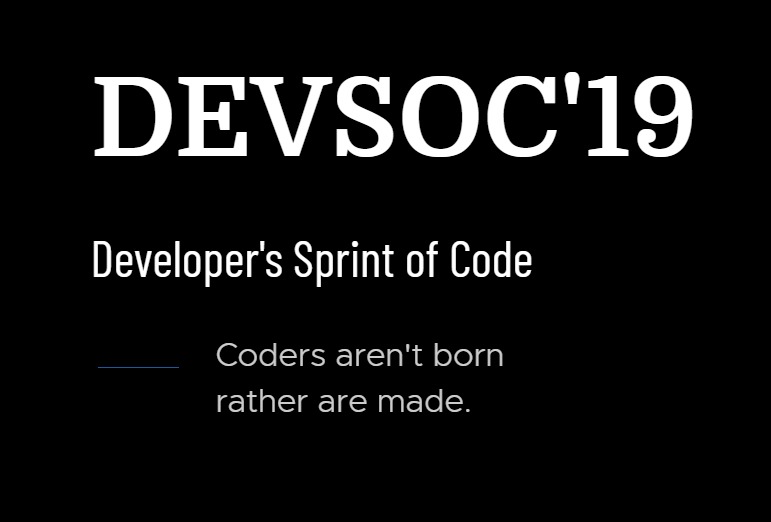 DEVSOC'19
Developer's Sprint of Code
Coders aren't born
rather are made.